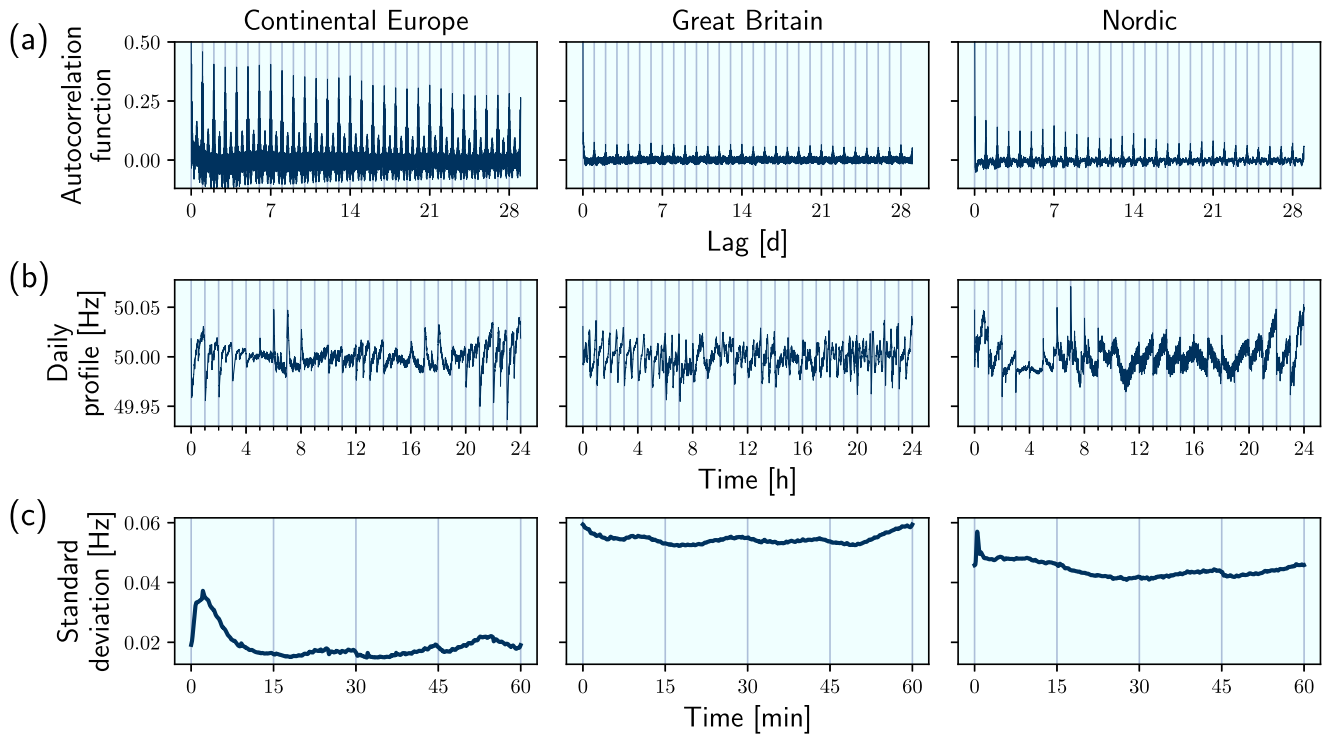 Continental Europe Great Britain Nordic
(a)
Autocorrelation
function
0.50
0.25
0.00
0 7 14 21 28 0 7 14 21 28 0 7 14 21 28
Lag [d]
(b)
Daily
profile [Hz]
50.05
50.00
49.95
0 4 8 12 16 20 24 0 4 8 12 16 20 24 0 4 8 12 16 20 24
Time [h]
(c)
Standard
deviation [Hz]
0.06
0.04
0.02
0 15 30 45 60 0 15 30 45 60 0 15 30 45 60
Time [min]